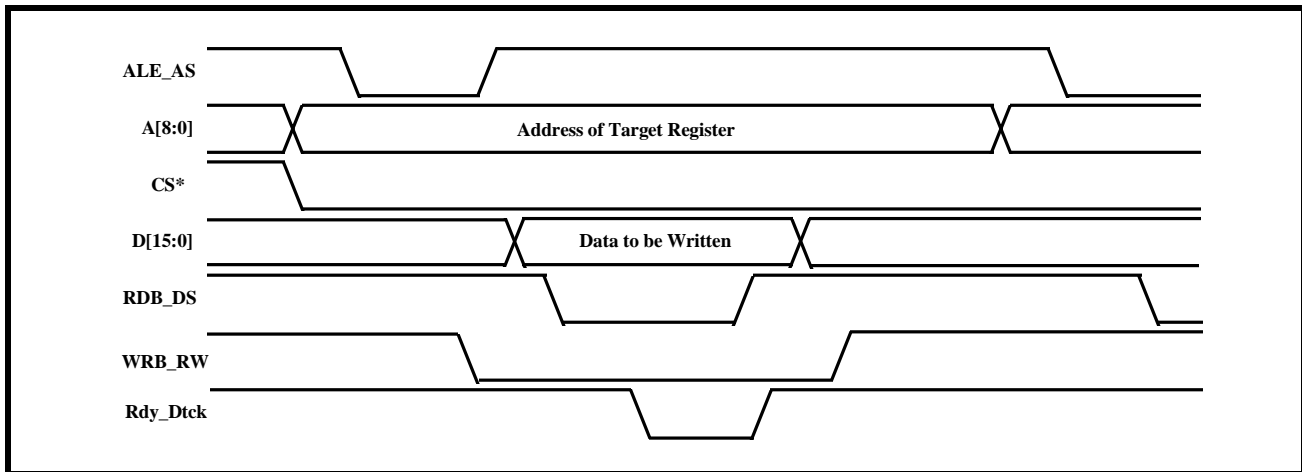 ALE_AS
A[8:0]
Address of Target Register
CS*
D[15:0]
Data to be Written
RDB_DS
WRB_RW
Rdy_Dtck